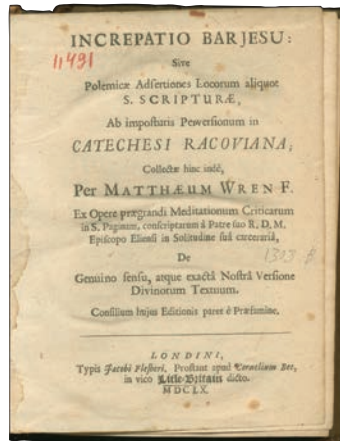 INCREPATIO BARJESU:
11491
Sive
Polemicæ Adsertiones Locorum aliquot
S. SCRIPTURÆ,
Ab imposturis Perversionum in
CATECHESI RACOVIANA,
Collectæ hinc indè,
Per MATTHÆUM WREN F.
Ex Opere prægrandi Meditationum Criticarum
in S. Paginam, conscriptarum à Patre suo R. D. M.
Episcopo Eliensi in Solitudine suâ carcerariâ,
De
Genuino sensu, atque exactâ Nostrâ Versione
Divinorum Textuum.
Consilium hujus Editionis patet è Præfamine.
LONDINI,
Typis Jacobi Flesheri, Prostant apud Cornelium Bee,
in vico Little-Britain dicto.
MDCLX.